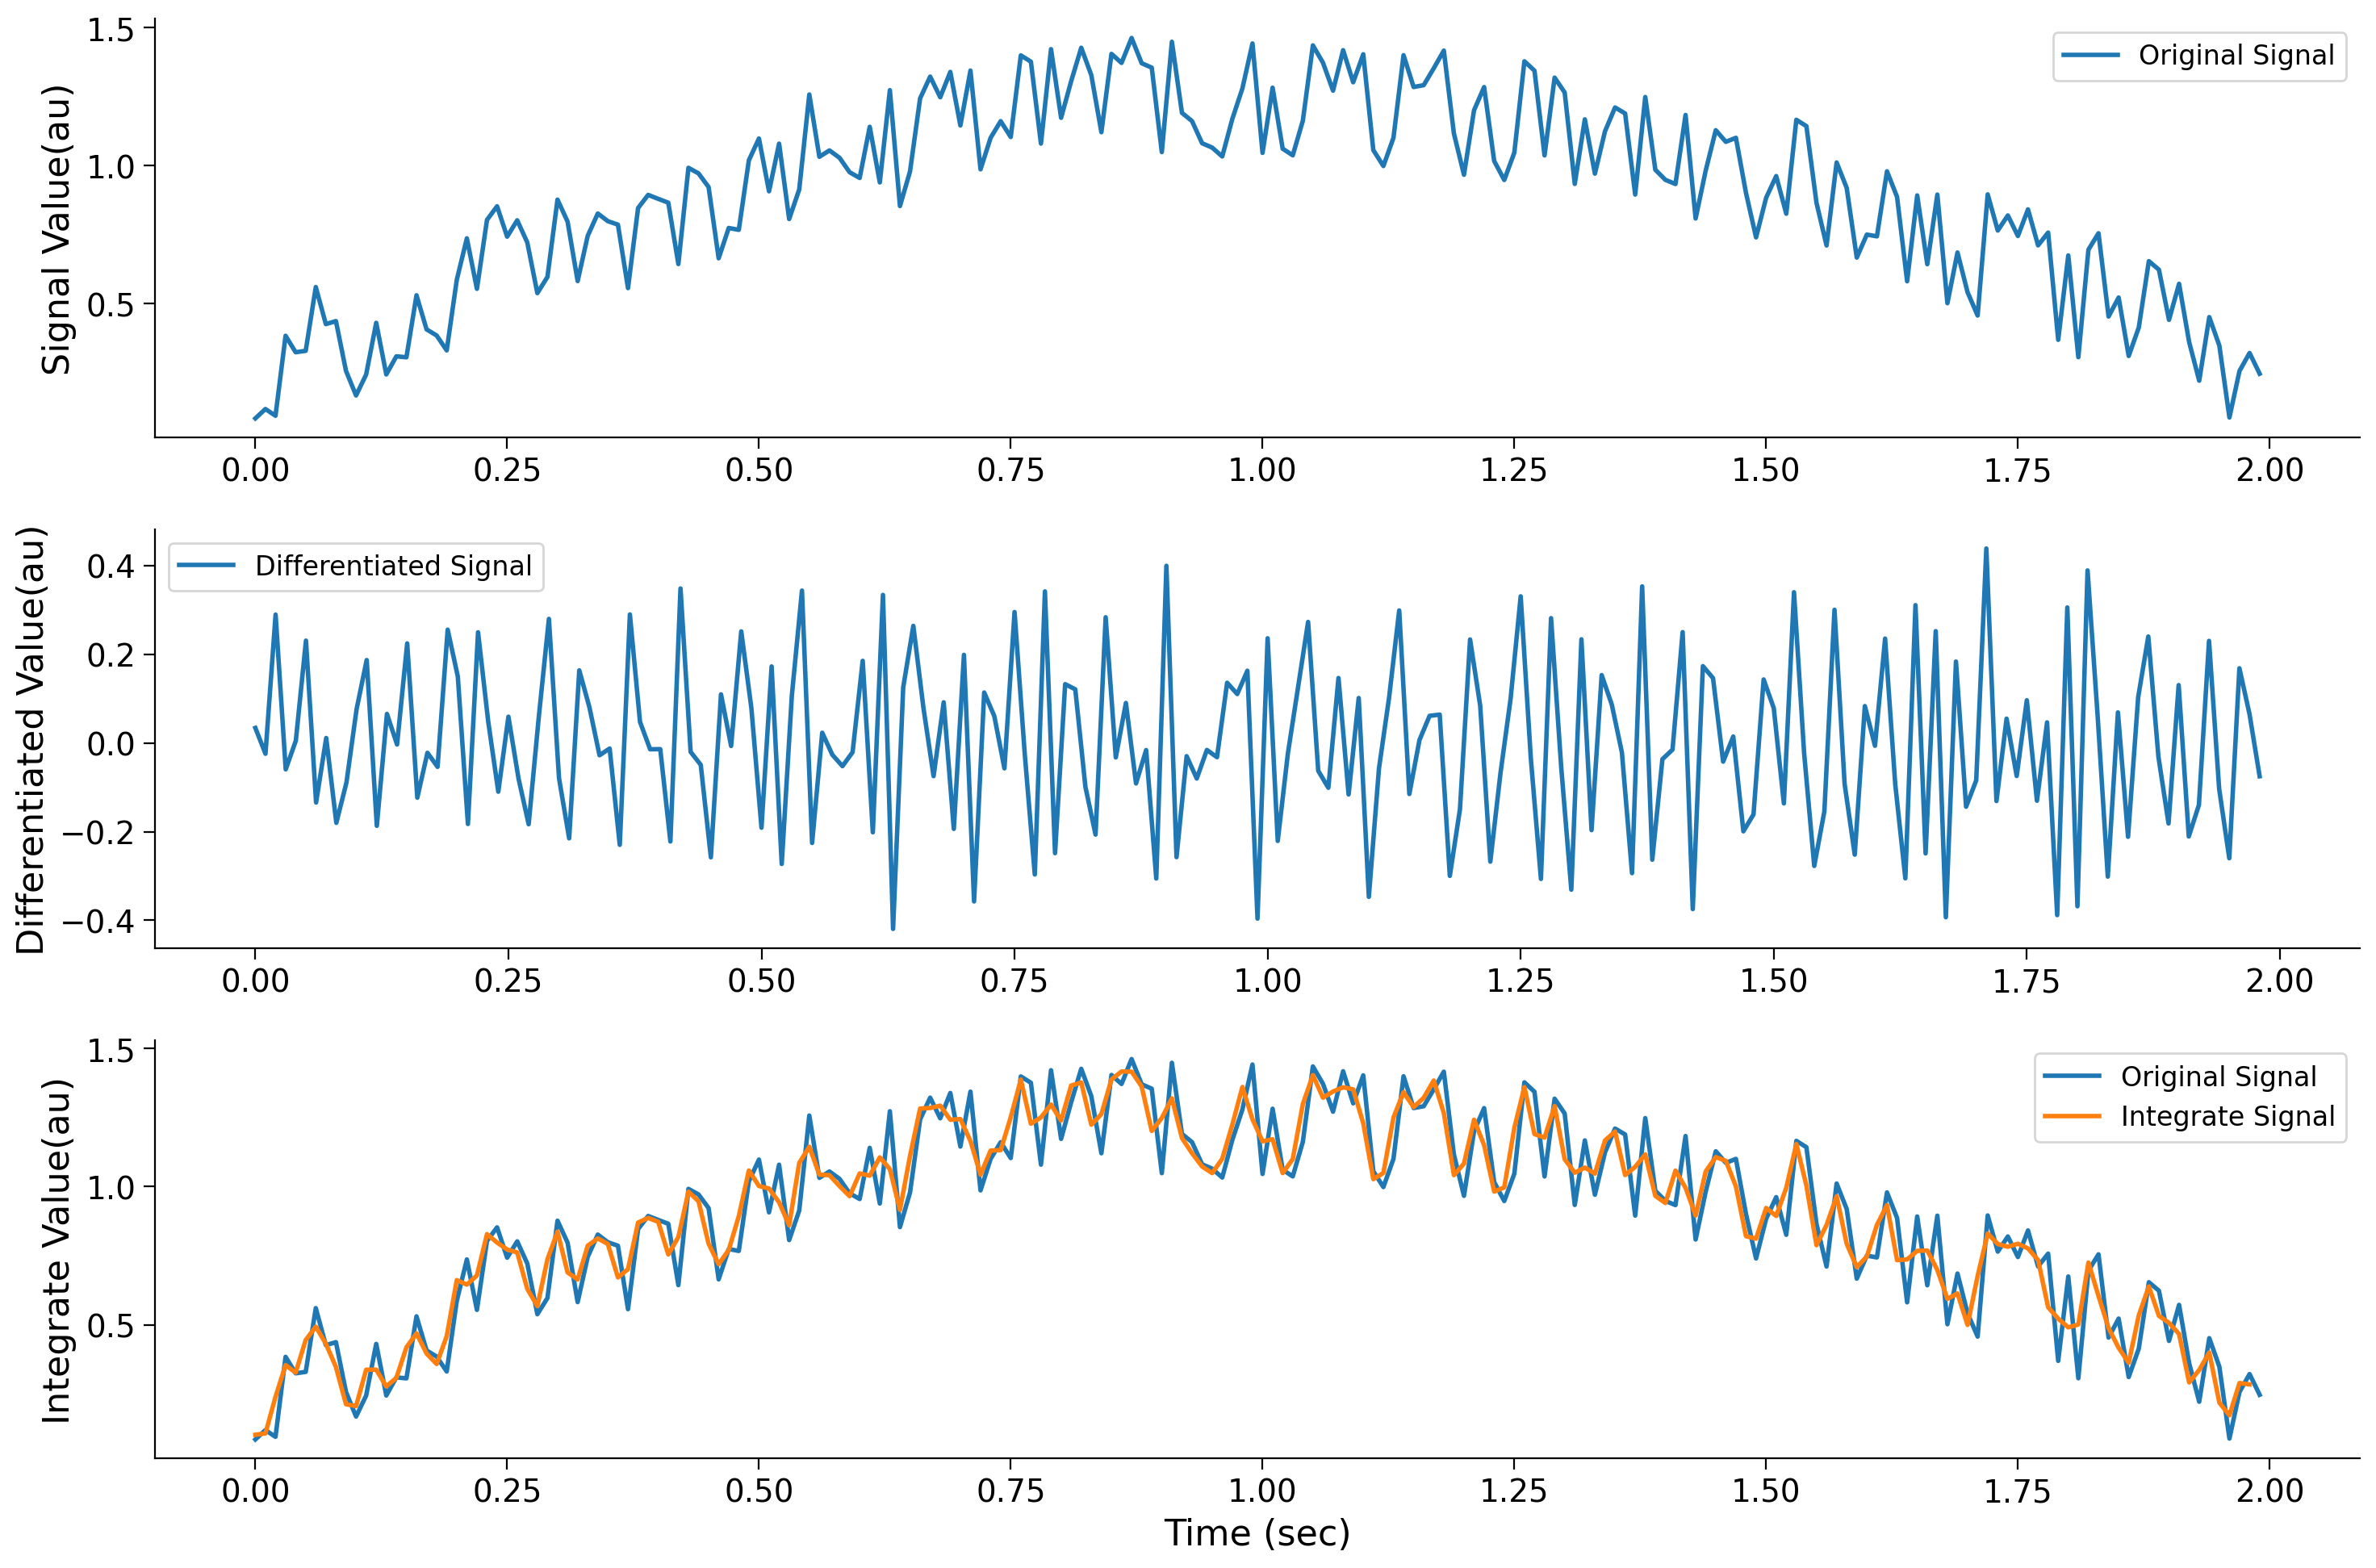 Signal Value(au)
1.5
1.0
0.5
Original Signal
0.00 0.25 0.50 0.75 1.00 1.25 1.50 1.75 2.00
Differentiated Value(au)
0.4
0.2
0.0
−0.2
−0.4
Differentiated Signal
0.00 0.25 0.50 0.75 1.00 1.25 1.50 1.75 2.00
Integrate Value(au)
1.5
1.0
0.5
Original Signal
Integrate Signal
0.00 0.25 0.50 0.75 1.00 1.25 1.50 1.75 2.00
Time (sec)